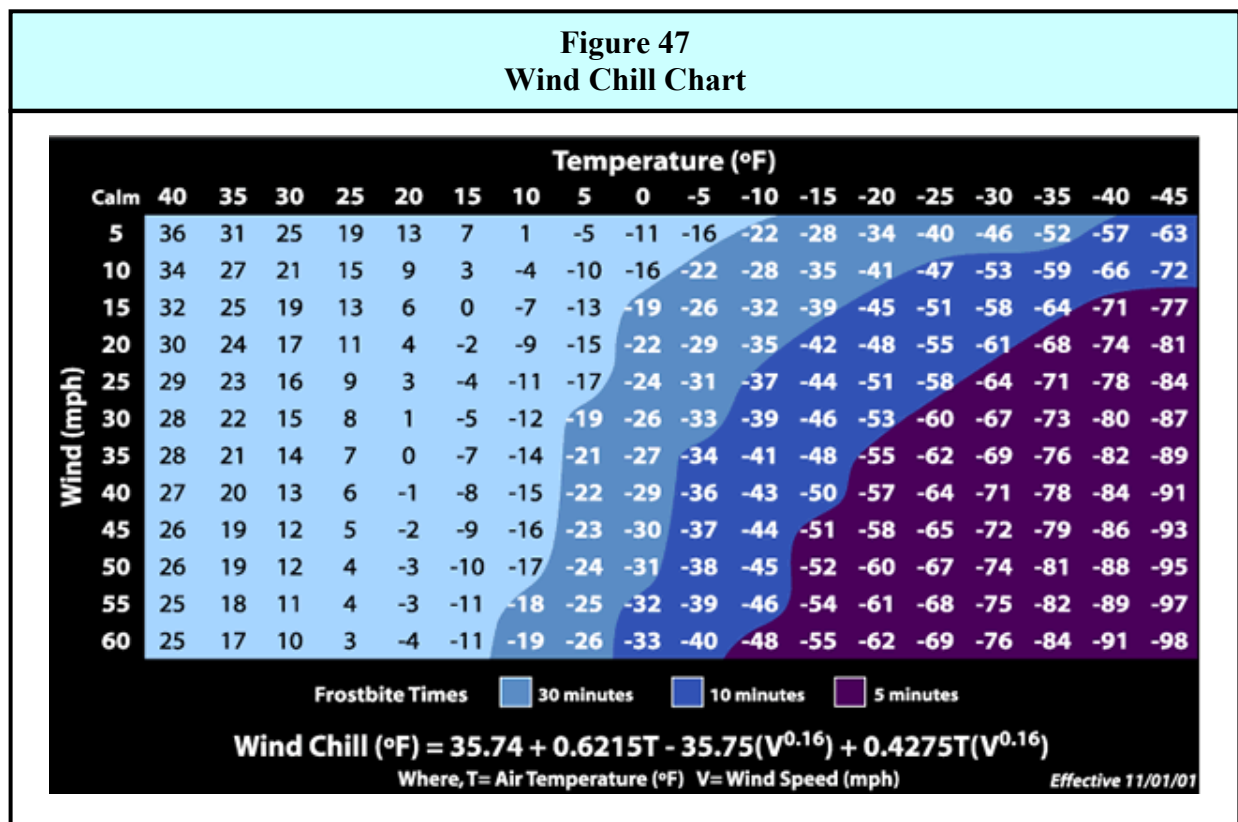 Figure 47
Wind Chill Chart
Temperature (ºF)
Calm 40 35 30 25 20 15 10 5 0 -5 -10 -15 -20 -25 -30 -35 -40 -45
Wind (mph)
5 36 31 25 19 13 7 1 -5 -11 -16 -22 -28 -34 -40 -46 -52 -57 -63
10 34 27 21 15 9 3 -4 -10 -16 -22 -28 -35 -41 -47 -53 -59 -66 -72
15 32 25 19 13 6 0 -7 -13 -19 -26 -32 -39 -45 -51 -58 -64 -71 -77
20 30 24 17 11 4 -2 -9 -15 -22 -29 -35 -42 -48 -55 -61 -68 -74 -81
25 29 23 16 9 3 -4 -11 -17 -24 -31 -37 -44 -51 -58 -64 -71 -78 -84
30 28 22 15 8 1 -5 -12 -19 -26 -33 -39 -46 -53 -60 -67 -73 -80 -87
35 28 21 14 7 0 -7 -14 -21 -27 -34 -41 -48 -55 -62 -69 -76 -82 -89
40 27 20 13 6 -1 -8 -15 -22 -29 -36 -43 -50 -57 -64 -71 -78 -84 -91
45 26 19 12 5 -2 -9 -16 -23 -30 -37 -44 -51 -58 -65 -72 -79 -86 -93
50 26 19 12 4 -3 -10 -17 -24 -31 -38 -45 -52 -60 -67 -74 -81 -88 -95
55 25 18 11 4 -3 -11 -18 -25 -32 -39 -46 -54 -61 -68 -75 -82 -89 -97
60 25 17 10 3 -4 -11 -19 -26 -33 -40 -48 -55 -62 -69 -76 -84 -91 -98
Frostbite Times 30 minutes 10 minutes 5 minutes
Wind Chill (ºF) = 35.74 + 0.6215T - 35.75(V^0.16) + 0.4275T(V^0.16)
Where, T= Air Temperature (ºF) V= Wind Speed (mph) Effective 11/01/01